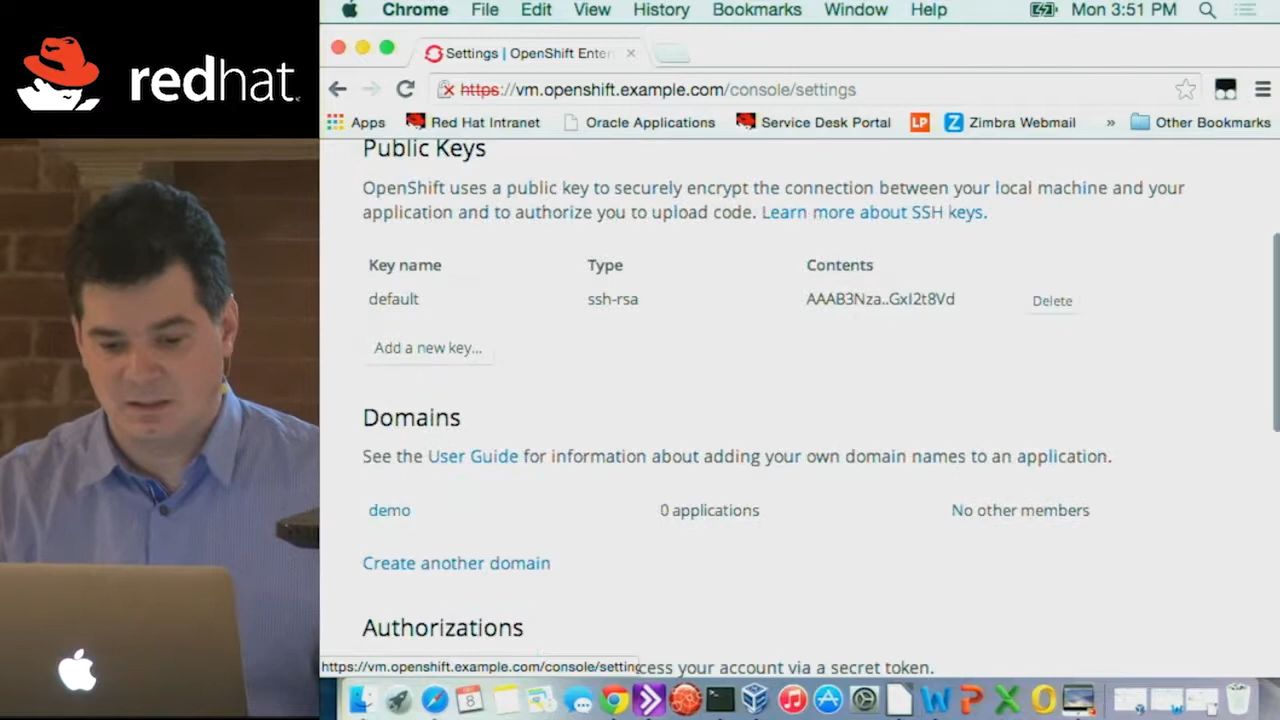 redhat.
Chrome File Edit View History Bookmarks Window Help Mon 3:51 PM
Settings | OpenShift Enter
https://vm.openshift.example.com/console/settings
Apps Red Hat Intranet Oracle Applications Service Desk Portal LP Zimbra Webmail » Other Bookmarks
Public Keys
OpenShift uses a public key to securely encrypt the connection between your local machine and your
application and to authorize you to upload code. Learn more about SSH keys.
Key name Type Contents
default ssh-rsa AAAB3Nza..GxI2t8Vd Delete
Add a new key...
Domains
See the User Guide for information about adding your own domain names to an application.
demo 0 applications No other members
Create another domain
Authorizations
https://vm.openshift.example.com/console/setting cess your account via a secret token.
8